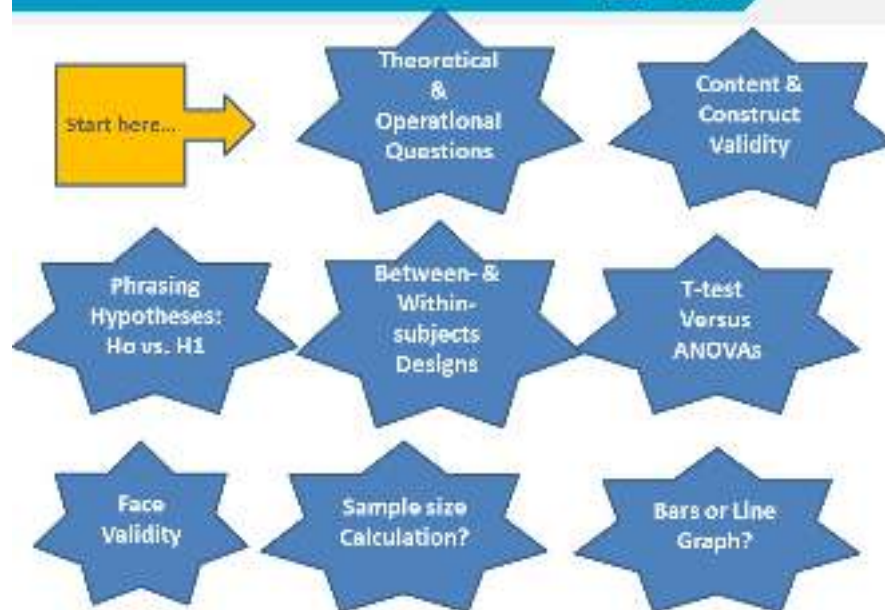 Start here...
Theoretical
&
Operational
Questions
Content &
Construct
Validity
Phrasing
Hypotheses:
Ho vs. H1
Between- &
Within-
subjects
Designs
T-test
Versus
ANOVAs
Face
Validity
Sample size
Calculation?
Bars or Line
Graph?